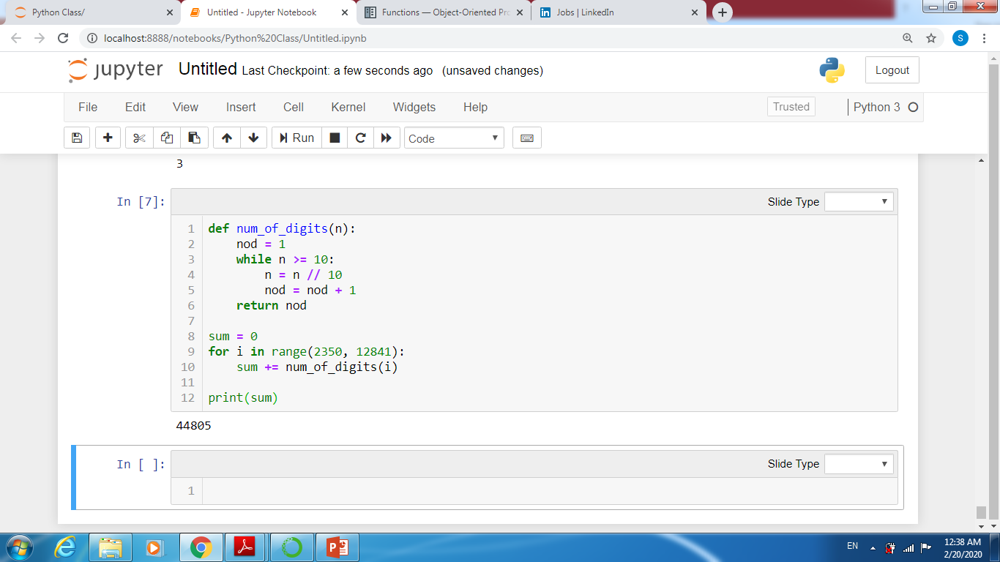 Python Class/
Untitled - Jupyter Notebook
Functions — Object-Oriented Pro
Jobs | LinkedIn
localhost:8888/notebooks/Python%20Class/Untitled.ipynb
S
jupyter Untitled Last Checkpoint: a few seconds ago (unsaved changes)
Logout
File Edit View Insert Cell Kernel Widgets Help
Trusted
Python 3
Run
Code
3
In [7]:
Slide Type
1 def num_of_digits(n):
2     nod = 1
3     while n >= 10:
4         n = n // 10
5         nod = nod + 1
6     return nod
7
8 sum = 0
9 for i in range(2350, 12841):
10     sum += num_of_digits(i)
11
12 print(sum)
44805
In [ ]:
Slide Type
1
EN
12:38 AM
2/20/2020